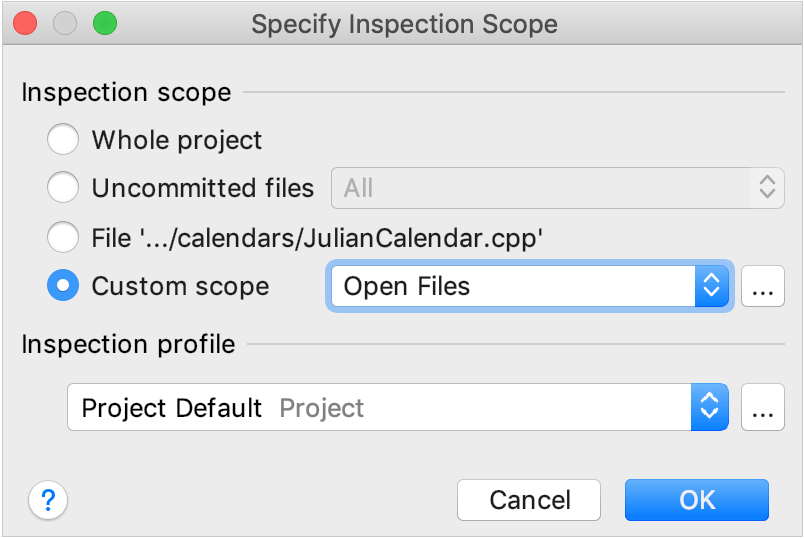 Specify Inspection Scope
Inspection scope
Whole project
Uncommitted files All
File '.../calendars/JulianCalendar.cpp'
Custom scope Open Files ...
Inspection profile
Project Default Project ...
? Cancel OK